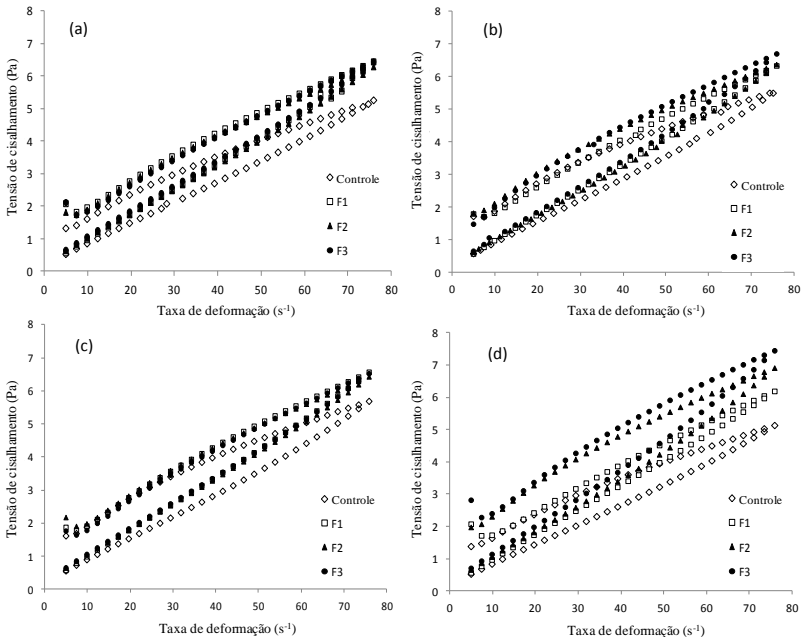 (a)
Tensão de cisalhamento (Pa)
8
7
6
5
4
3
2
1
0
Controle
F1
F2
F3
0 10 20 30 40 50 60 70 80
Taxa de deformação (s⁻¹)
(b)
Tensão de cisalhamento (Pa)
8
7
6
5
4
3
2
1
0
Controle
F1
F2
F3
0 10 20 30 40 50 60 70 80
Taxa de deformação (s⁻¹)
(c)
Tensão de cisalhamento (Pa)
8
7
6
5
4
3
2
1
0
Controle
F1
F2
F3
0 10 20 30 40 50 60 70 80
Taxa de deformação (s⁻¹)
(d)
Tensão de cisalhamento (Pa)
8
7
6
5
4
3
2
1
0
Controle
F1
F2
F3
0 10 20 30 40 50 60 70 80
Taxa de deformação (s⁻¹)